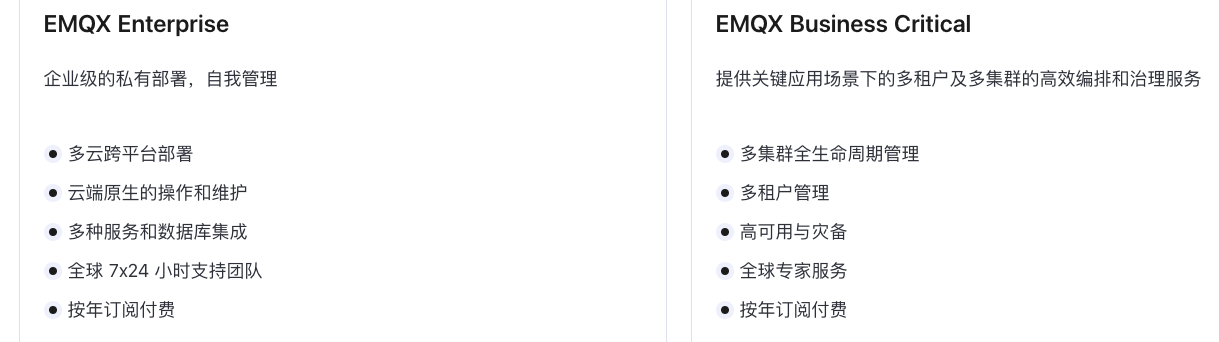 EMQX Enterprise
企业级的私有部署，自我管理
多云跨平台部署
云端原生的操作和维护
多种服务和数据库集成
全球 7x24 小时支持团队
按年订阅付费
EMQX Business Critical
提供关键应用场景下的多租户及多集群的高效编排和治理服务
多集群全生命周期管理
多租户管理
高可用与灾备
全球专家服务
按年订阅付费